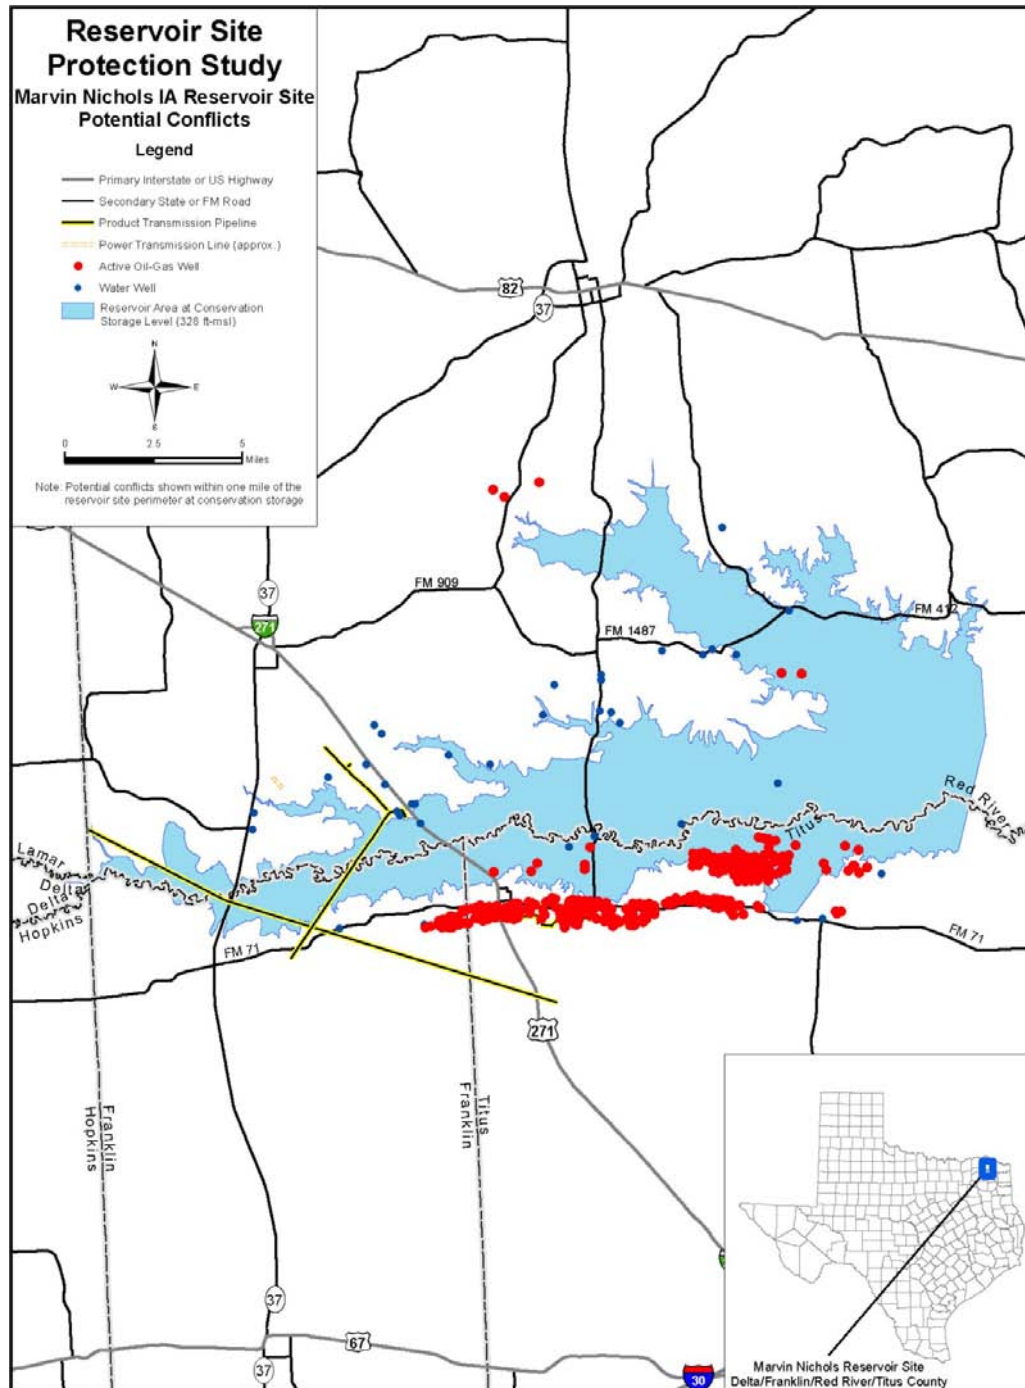 Reservoir Site
Protection Study
Marvin Nichols IA Reservoir Site
Potential Conflicts
Legend
Primary Interstate or US Highway
Secondary State or FM Road
Product Transmission Pipeline
Power Transmission Line (approx.)
Active Oil-Gas Well
Water Well
Reservoir Area at Conservation
Storage Level (328 ft-msl)
N
W E
S
0 2.5 5
Miles
Note: Potential conflicts shown within one mile of the
reservoir site perimeter at conservation storage
82
37
FM 909
37
271
FM 1487
FM 412
Red River
Titus
Lamar
Delta
Delta
Hopkins
FM 71
FM 71
271
Franklin
Hopkins
Titus
Franklin
37
67
37
30
Marvin Nichols Reservoir Site
Delta/Franklin/Red River/Titus County